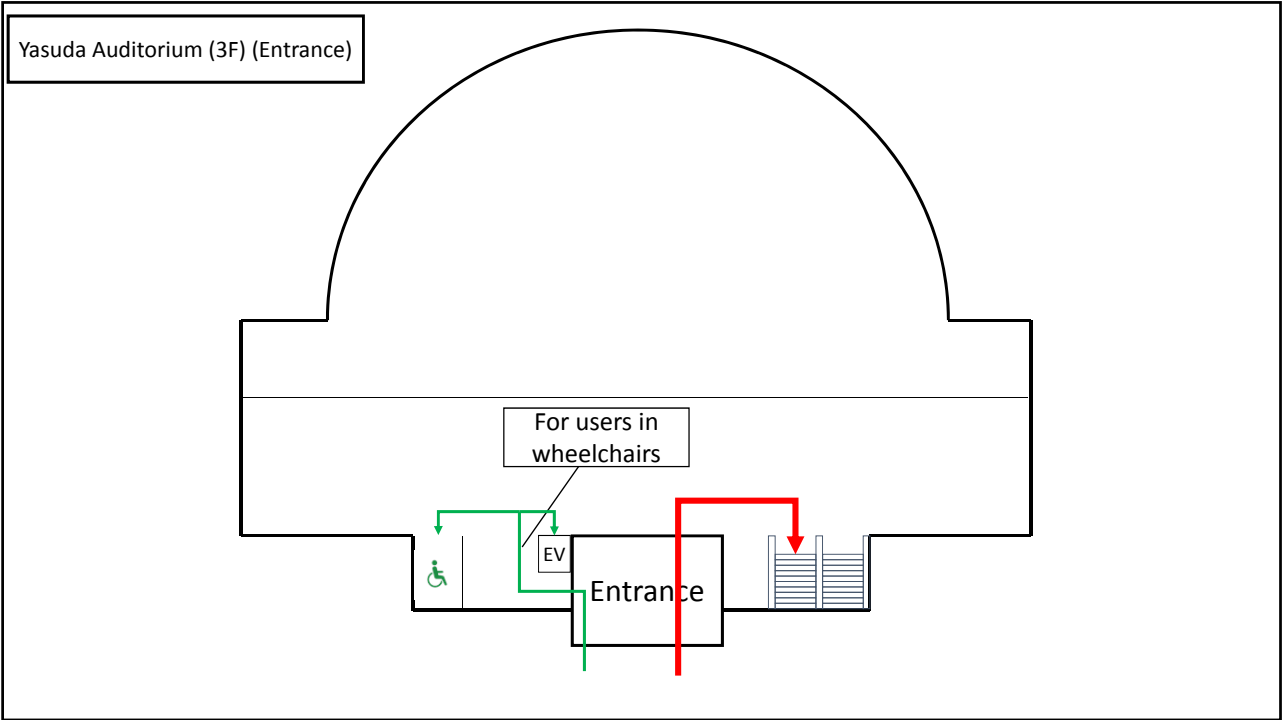 Yasuda Auditorium (3F) (Entrance)
For users in
wheelchairs
EV
Entrance